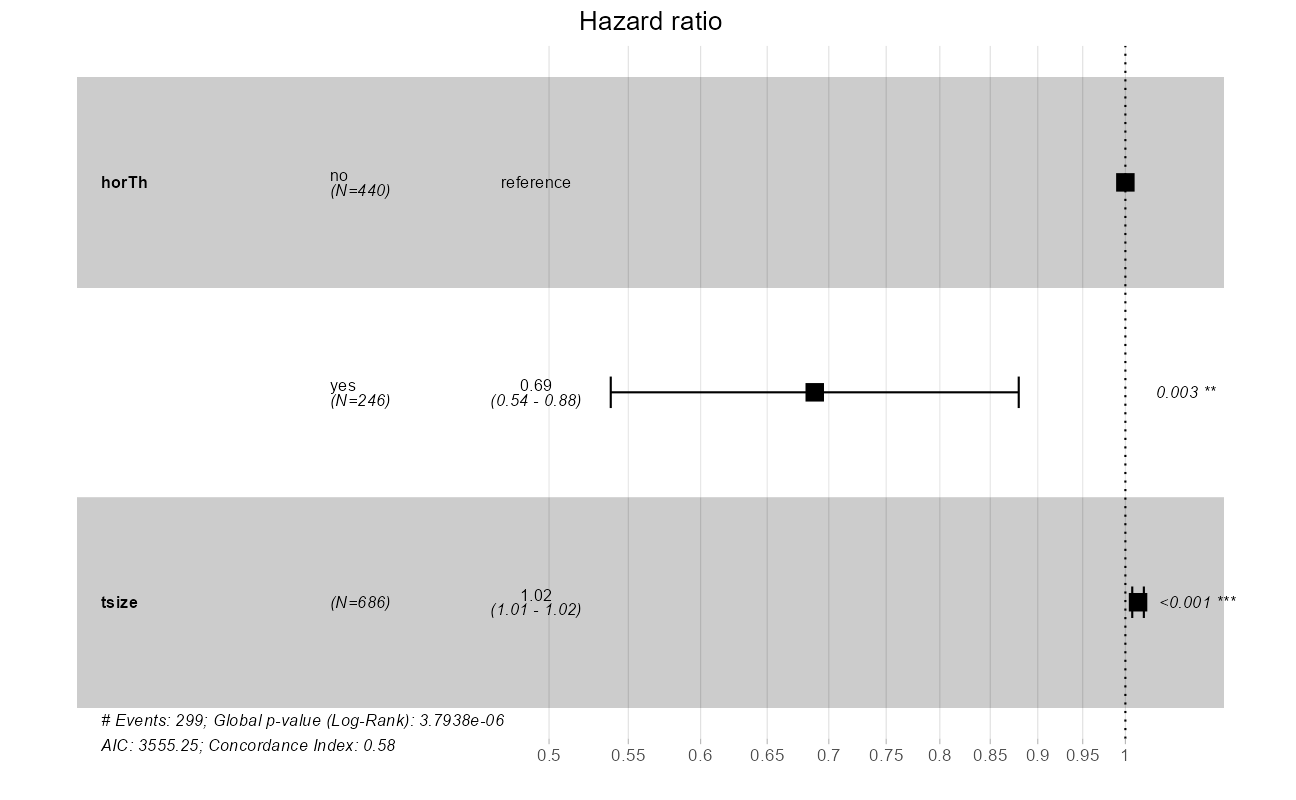 Hazard ratio
horTh
no
(N=440)
reference
yes
(N=246)
0.69
(0.54 - 0.88)
0.003 **
tsize
(N=686)
1.02
(1.01 - 1.02)
<0.001 ***
# Events: 299; Global p-value (Log-Rank): 3.7938e-06
AIC: 3555.25; Concordance Index: 0.58
0.5 0.55 0.6 0.65 0.7 0.75 0.8 0.85 0.9 0.95 1